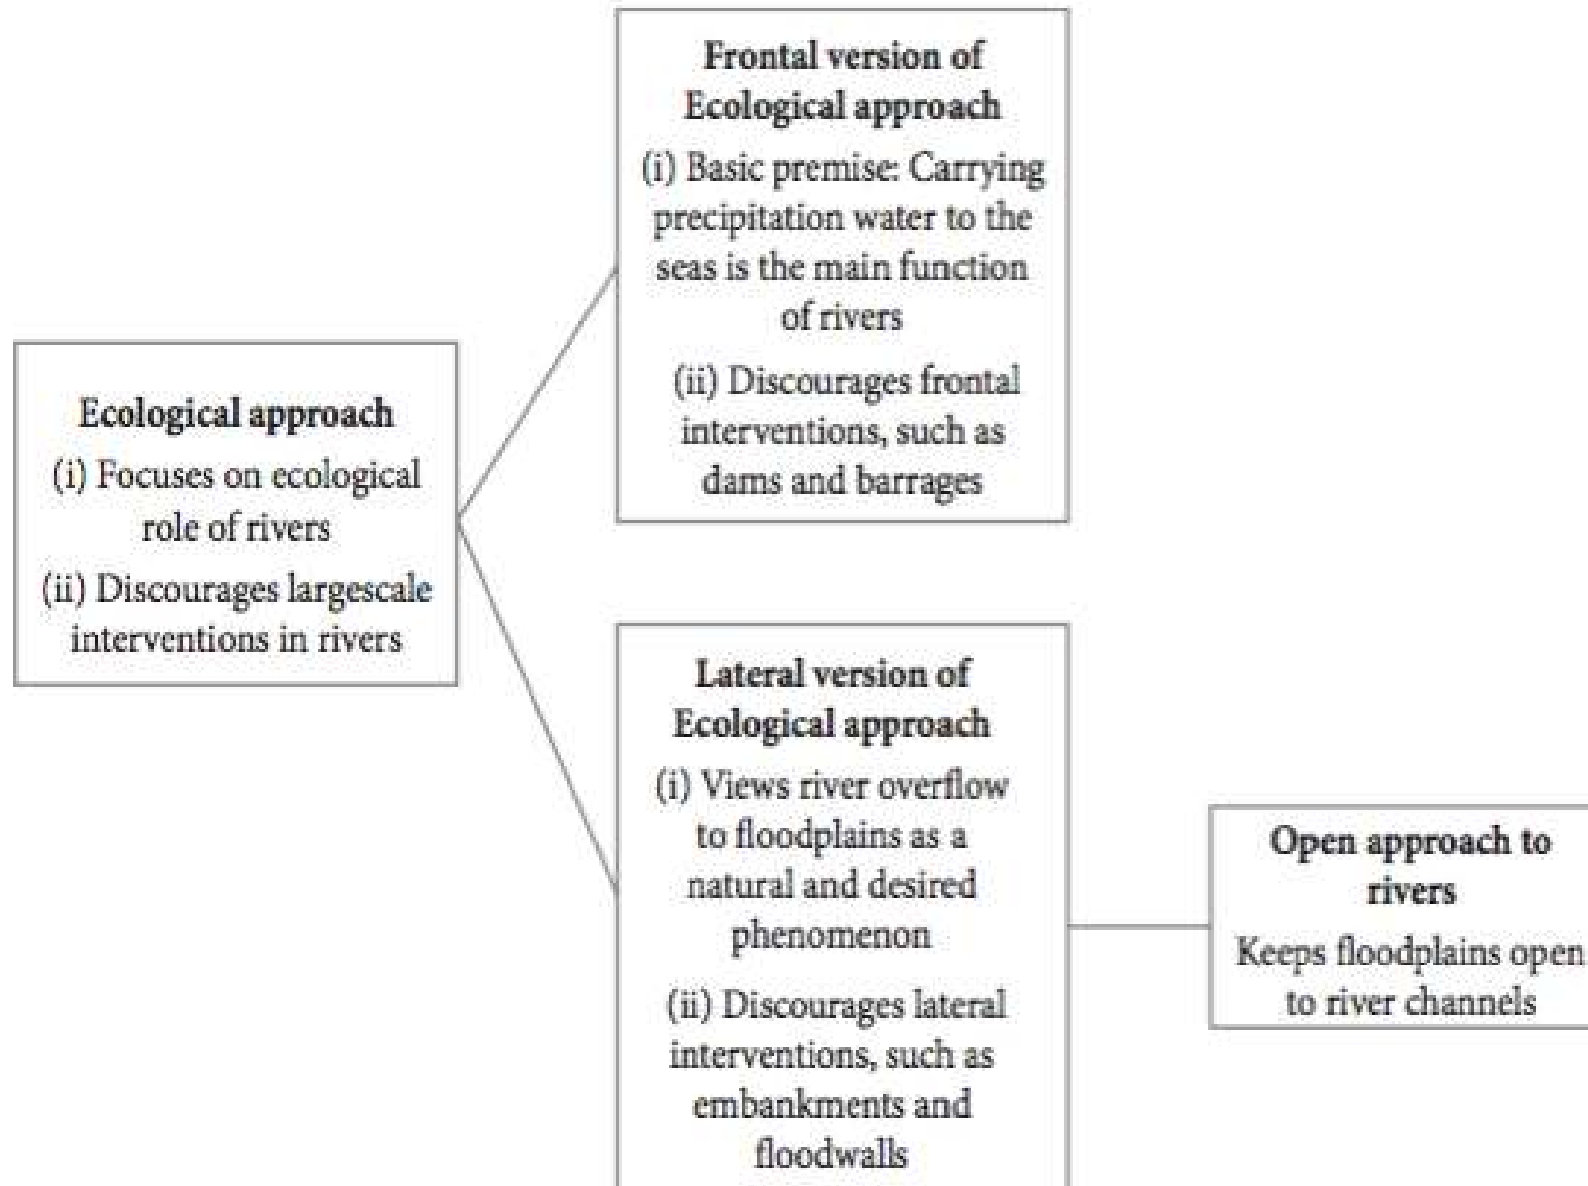 Frontal version of
Ecological approach
(i) Basic premise: Carrying
precipitation water to the
seas is the main function
of rivers
(ii) Discourages frontal
interventions, such as
dams and barrages
Ecological approach
(i) Focuses on ecological
role of rivers
(ii) Discourages largescale
interventions in rivers
Lateral version of
Ecological approach
(i) Views river overflow
to floodplains as a
natural and desired
phenomenon
(ii) Discourages lateral
interventions, such as
embankments and
floodwalls
Open approach to
rivers
Keeps floodplains open
to river channels